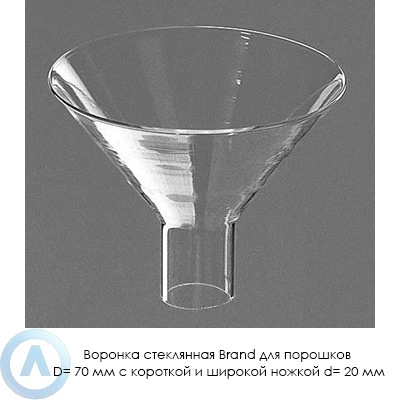 Воронка стеклянная Brand для порошков
D= 70 мм с короткой и широкой ножкой d= 20 мм